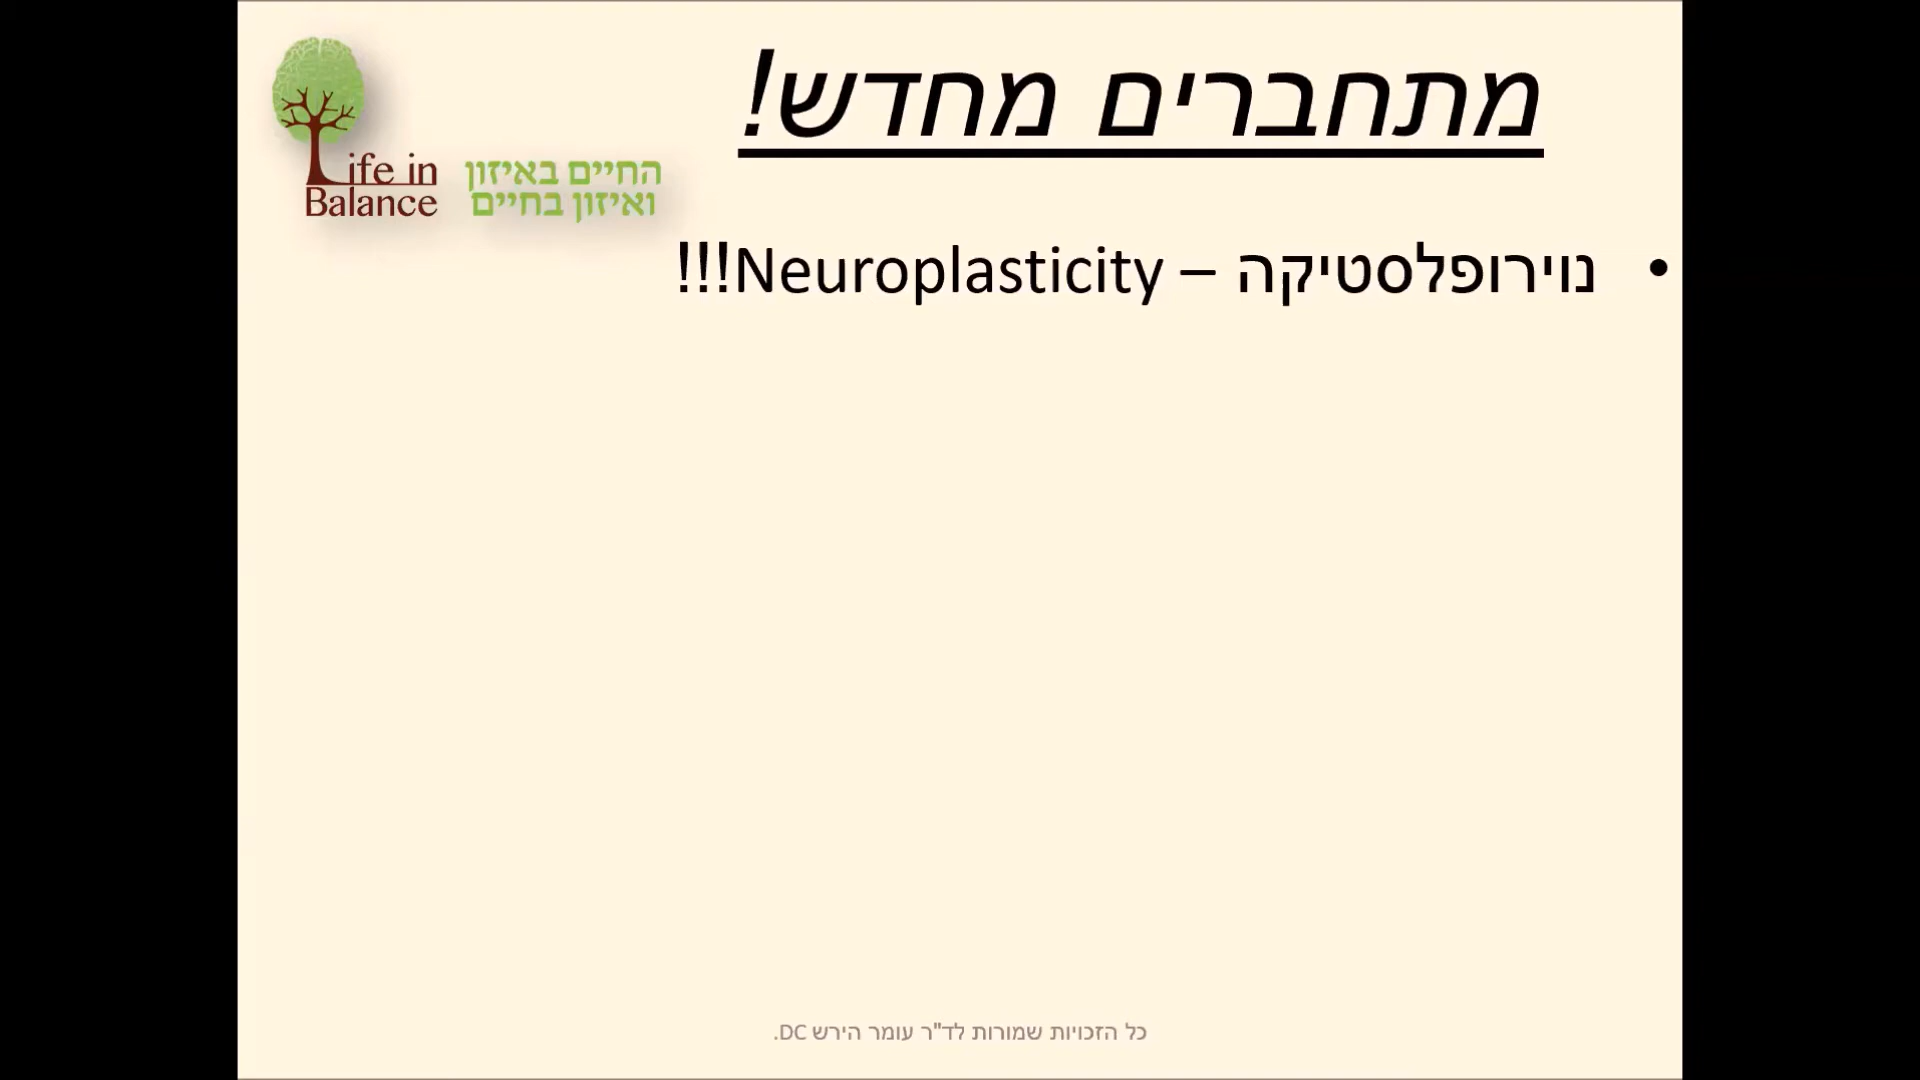 מתחברים מחדש!
Life in
Balance
החיים באיזון
ואיזון בחיים
• נוירופלסטיקה – Neuroplasticity!!!
כל הזכויות שמורות לד"ר עומר הירש DC.